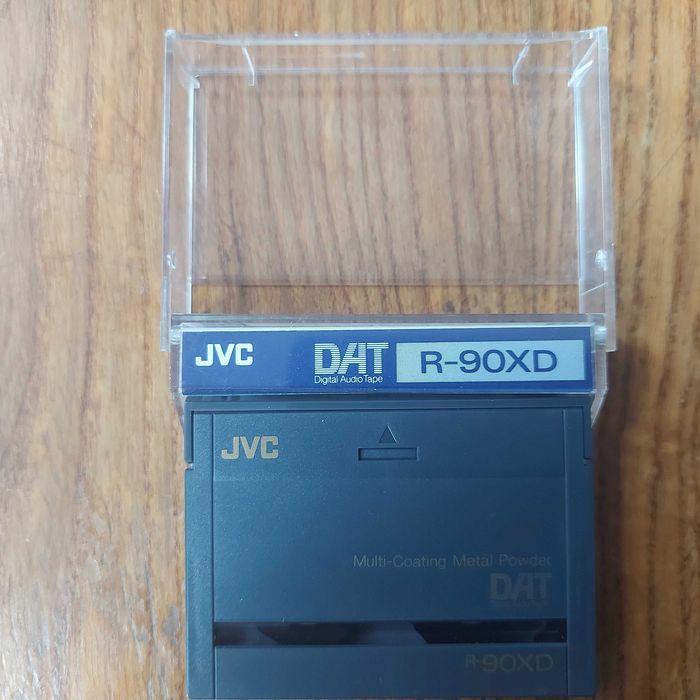 JVC DAT R-90XD
Digital Audio Tape
JVC
Multi-Coating Metal Powder
DAT
R-90XD